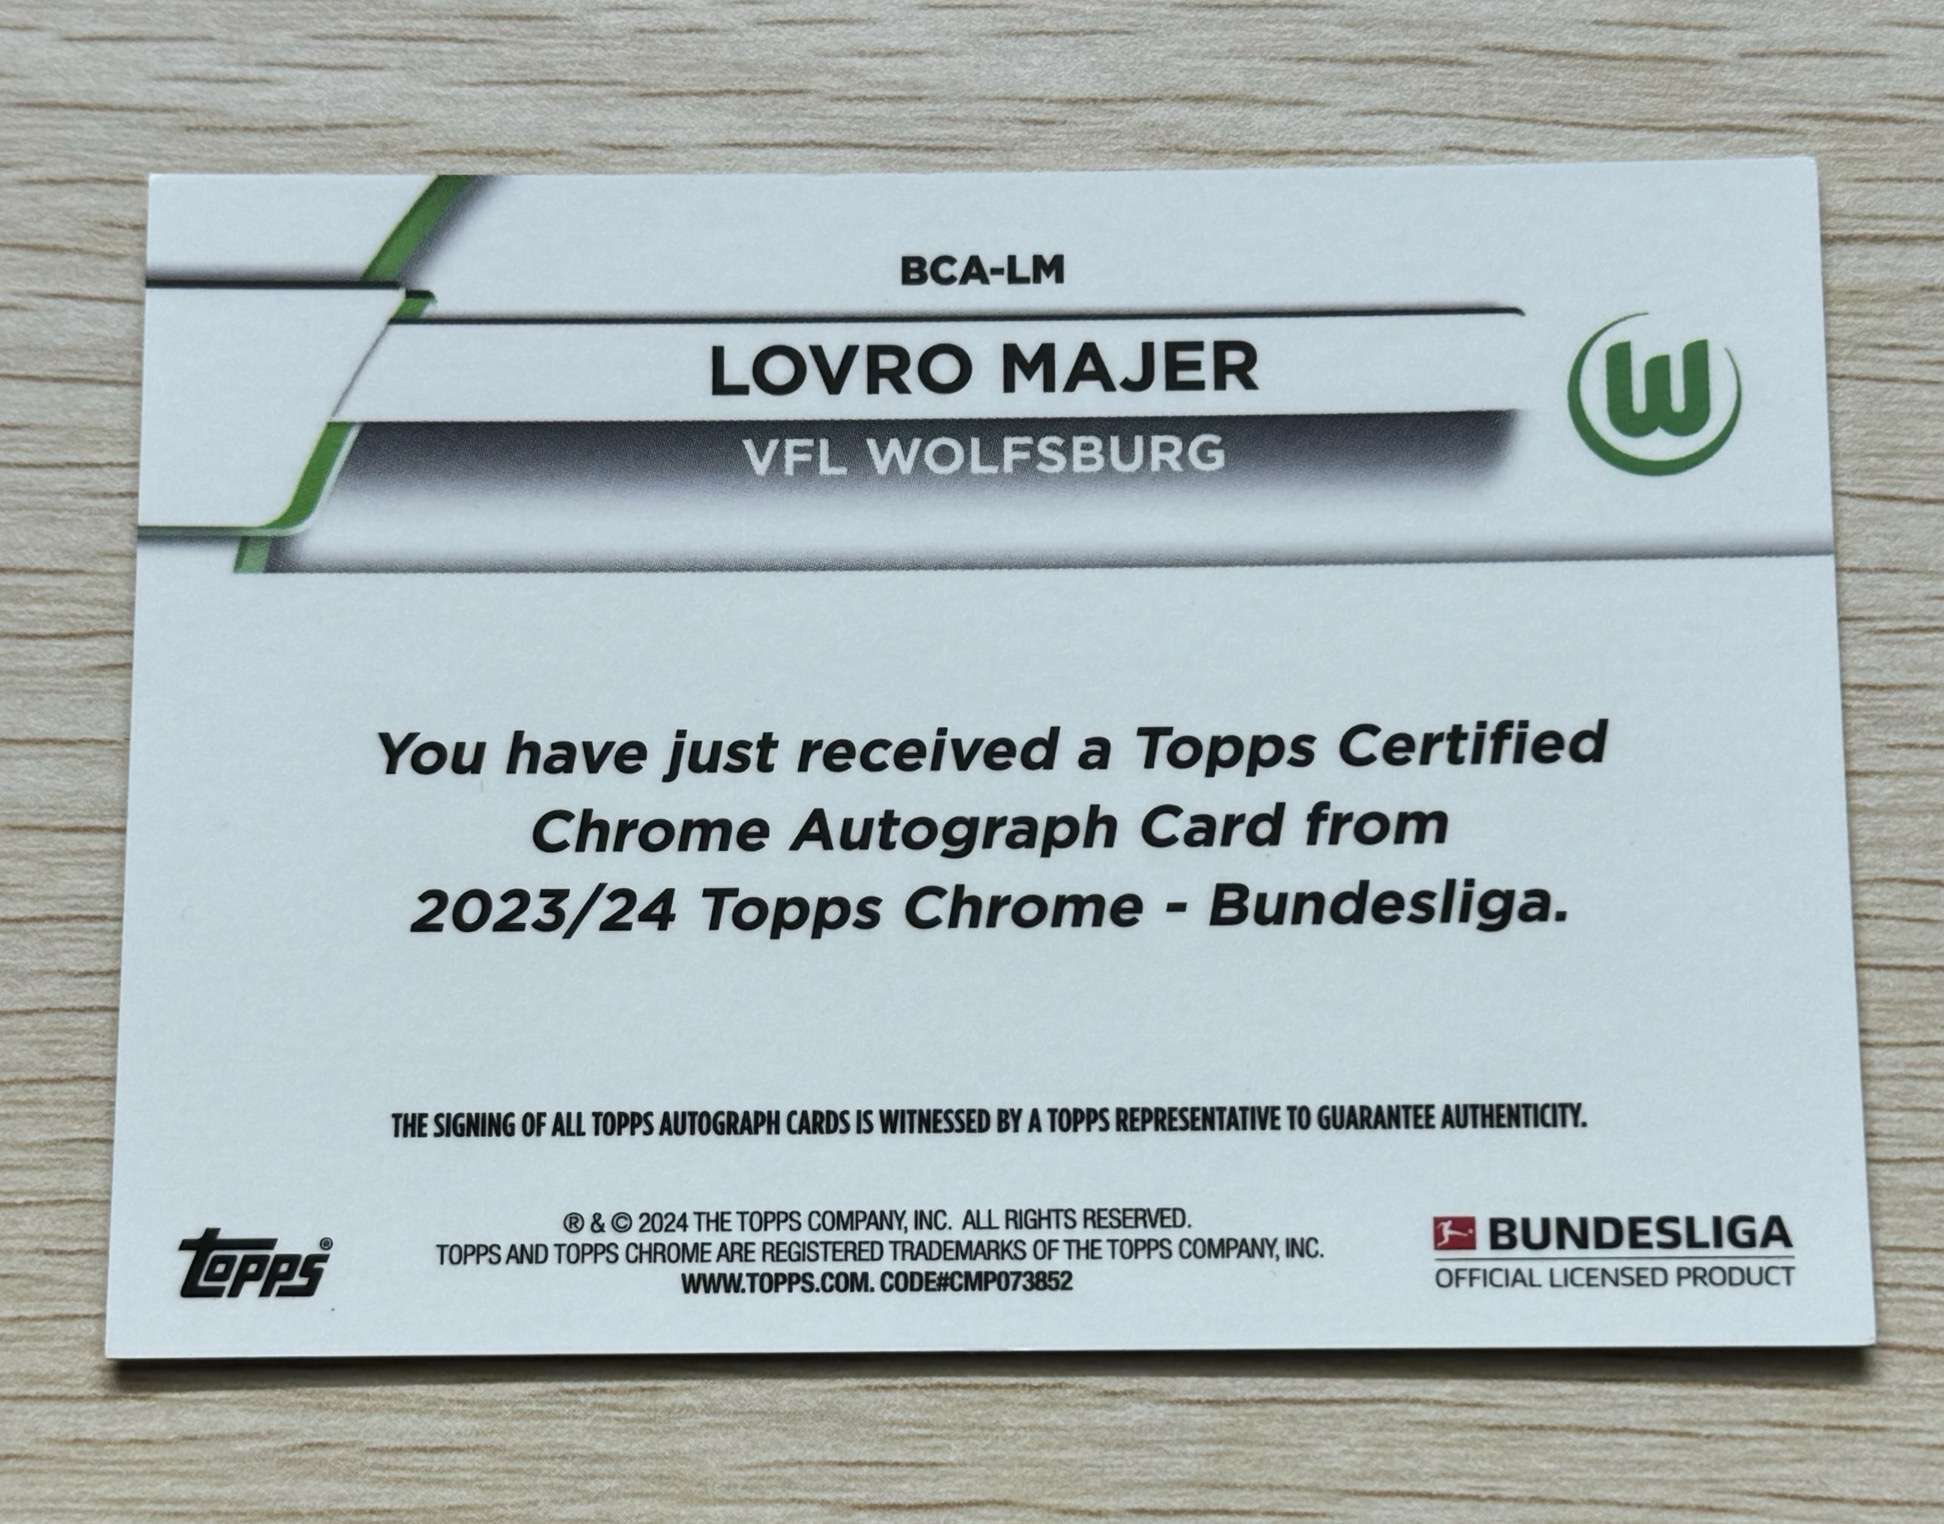 BCA-LM
LOVRO MAJER
VFL WOLFSBURG
W
You have just received a Topps Certified
Chrome Autograph Card from
2023/24 Topps Chrome - Bundesliga.
THE SIGNING OF ALL TOPPS AUTOGRAPH CARDS IS WITNESSED BY A TOPPS REPRESENTATIVE TO GUARANTEE AUTHENTICITY.
topps®
® & © 2024 THE TOPPS COMPANY, INC. ALL RIGHTS RESERVED.
TOPPS AND TOPPS CHROME ARE REGISTERED TRADEMARKS OF THE TOPPS COMPANY, INC.
WWW.TOPPS.COM. CODE#CMP073852
BUNDESLIGA
OFFICIAL LICENSED PRODUCT